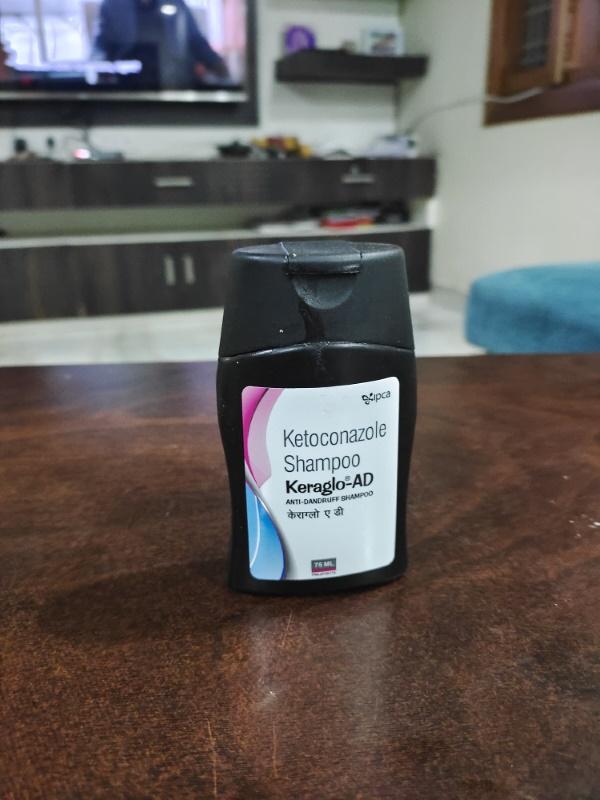 ipca
Ketoconazole
Shampoo
Keraglo®-AD
ANTI-DANDRUFF SHAMPOO
केराग्लो ए डी
75 ML